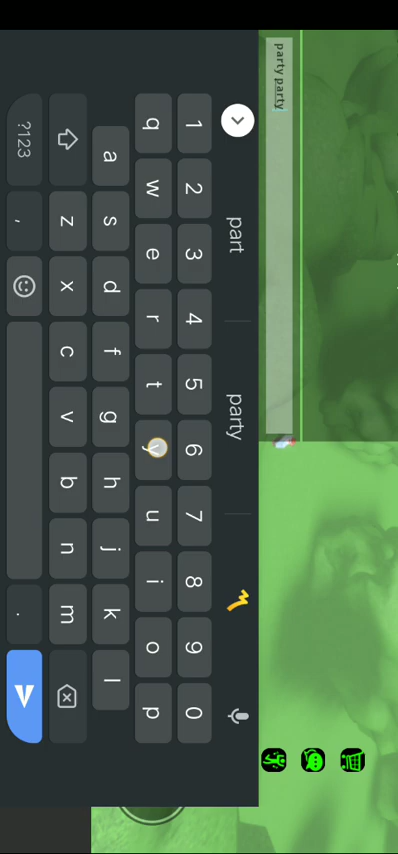 party party
part party
1 2 3 4 5 6 7 8 9 0
q w e r t y u i o p
a s d f g h j k l
z x c v b n m
?123 , .